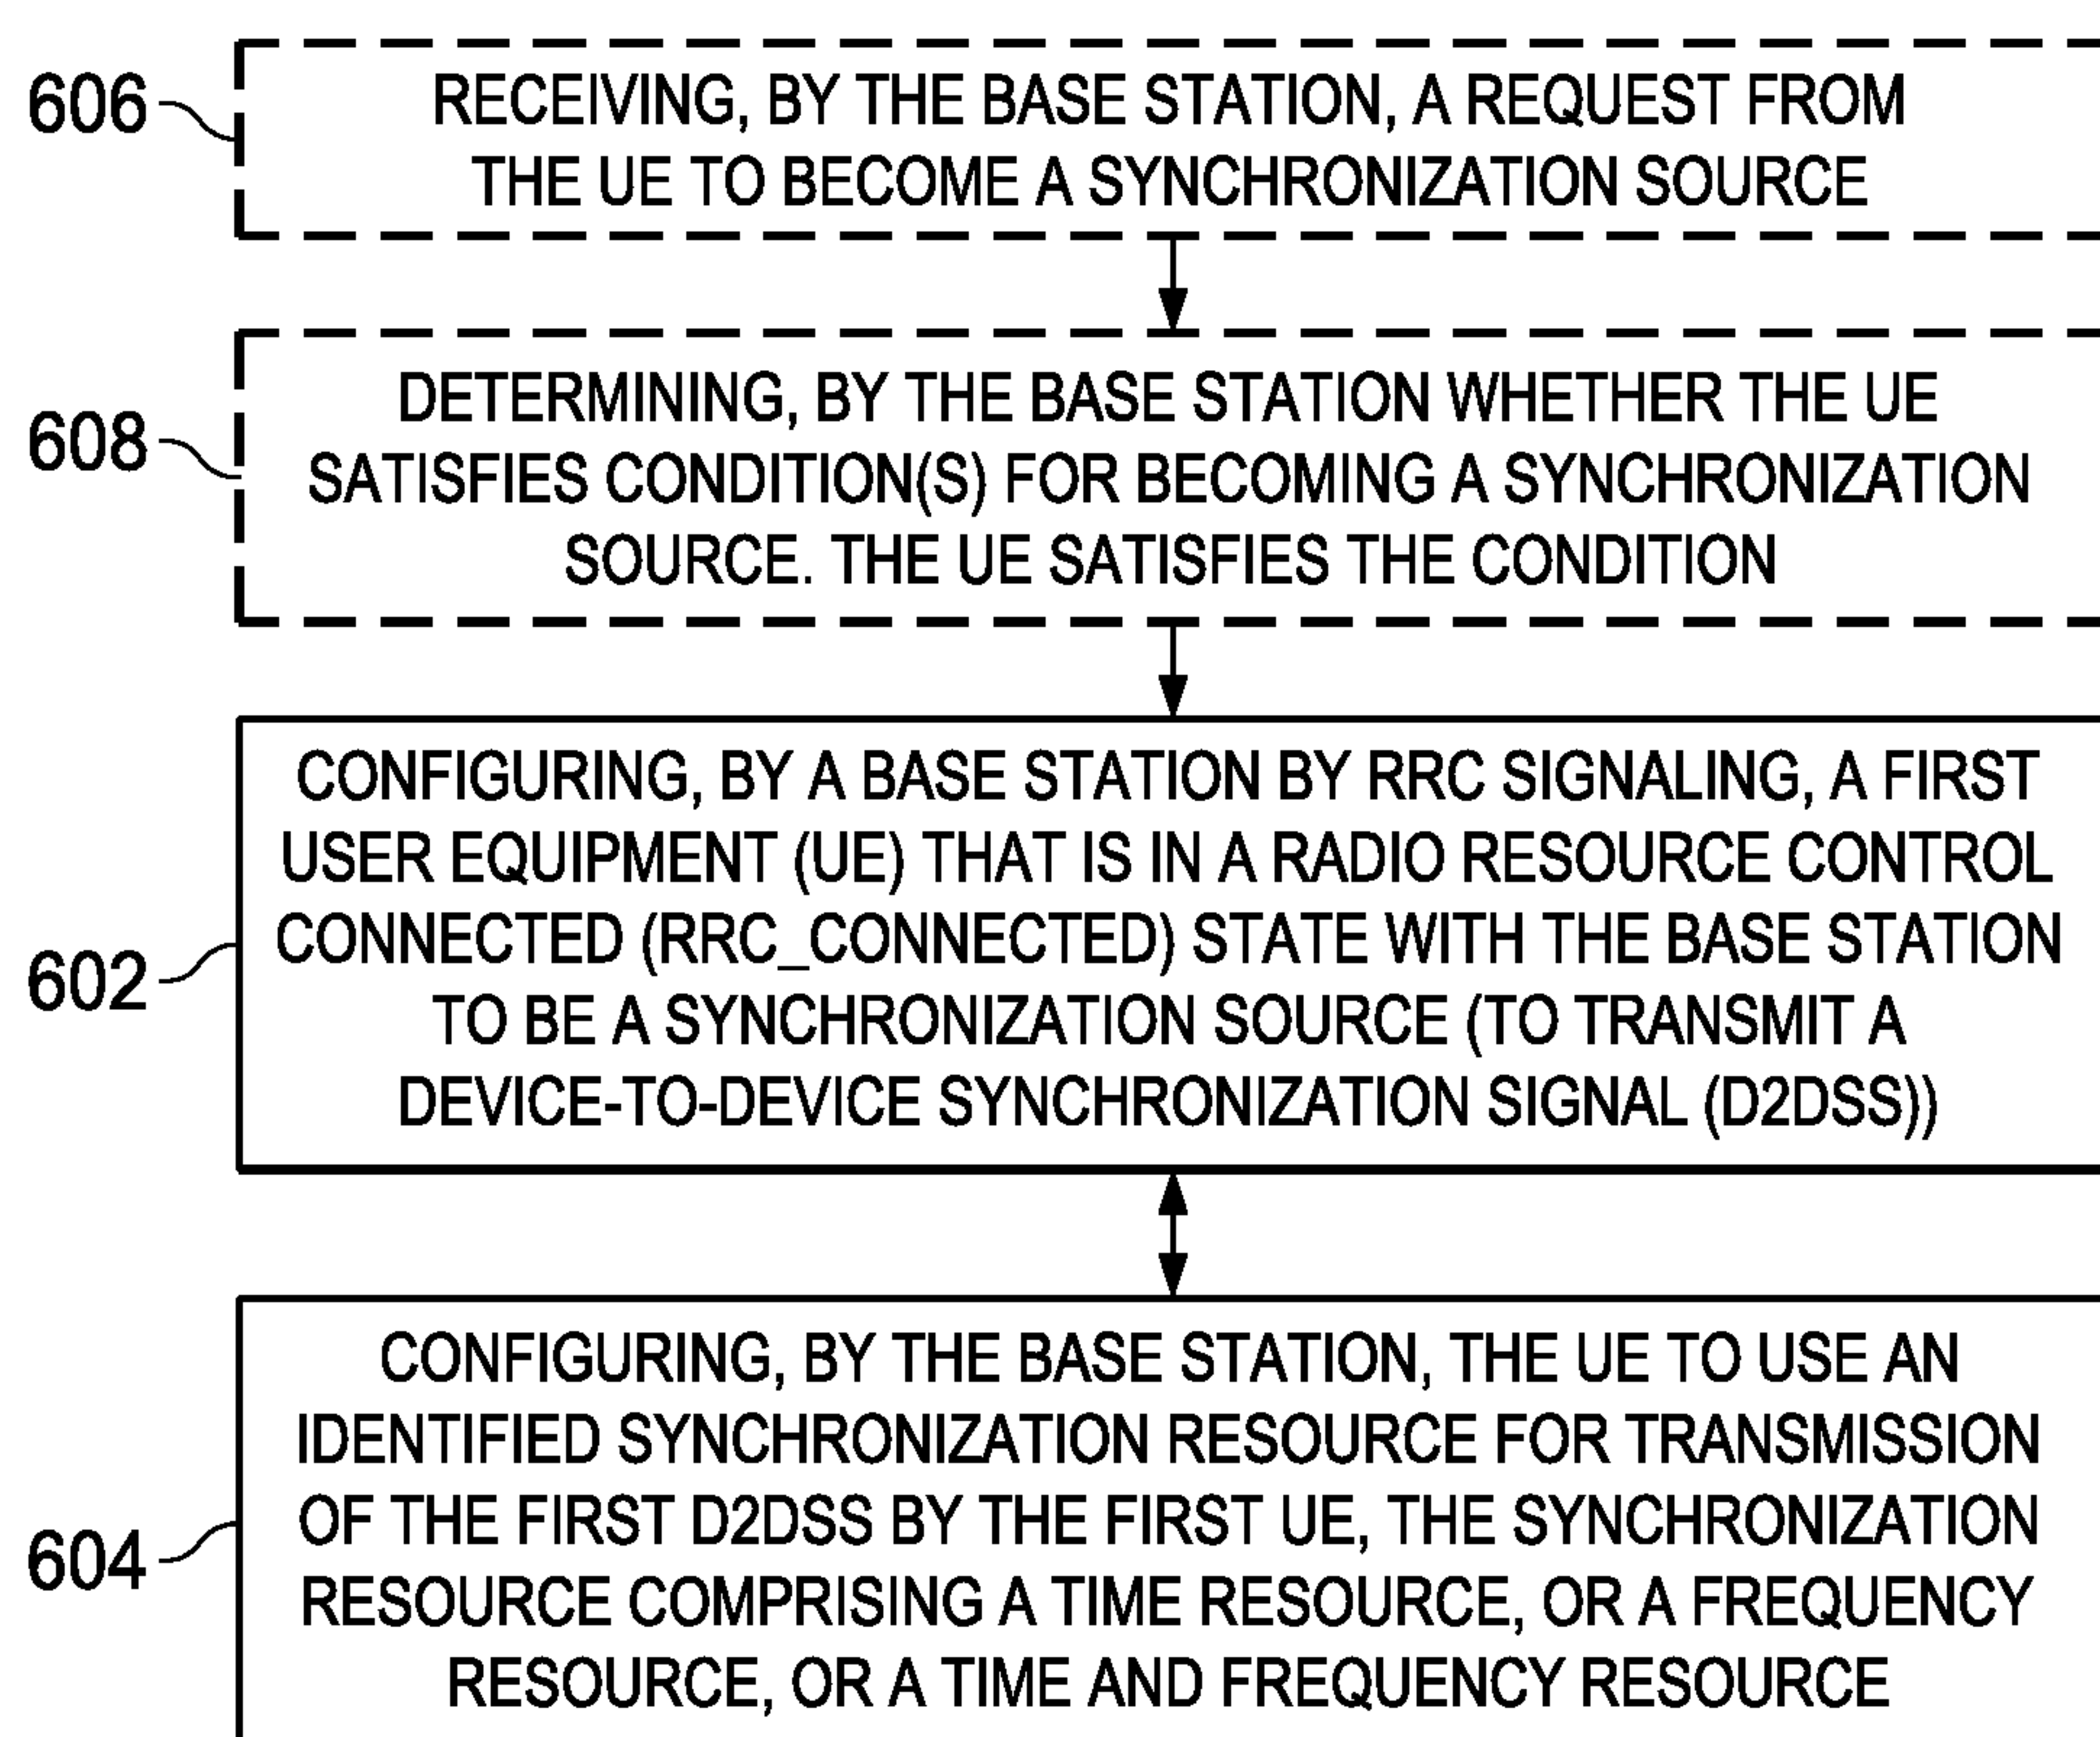 606
RECEIVING, BY THE BASE STATION, A REQUEST FROM
THE UE TO BECOME A SYNCHRONIZATION SOURCE
608
DETERMINING, BY THE BASE STATION WHETHER THE UE
SATISFIES CONDITION(S) FOR BECOMING A SYNCHRONIZATION
SOURCE. THE UE SATISFIES THE CONDITION
602
CONFIGURING, BY A BASE STATION BY RRC SIGNALING, A FIRST
USER EQUIPMENT (UE) THAT IS IN A RADIO RESOURCE CONTROL
CONNECTED (RRC_CONNECTED) STATE WITH THE BASE STATION
TO BE A SYNCHRONIZATION SOURCE (TO TRANSMIT A
DEVICE-TO-DEVICE SYNCHRONIZATION SIGNAL (D2DSS))
604
CONFIGURING, BY THE BASE STATION, THE UE TO USE AN
IDENTIFIED SYNCHRONIZATION RESOURCE FOR TRANSMISSION
OF THE FIRST D2DSS BY THE FIRST UE, THE SYNCHRONIZATION
RESOURCE COMPRISING A TIME RESOURCE, OR A FREQUENCY
RESOURCE, OR A TIME AND FREQUENCY RESOURCE